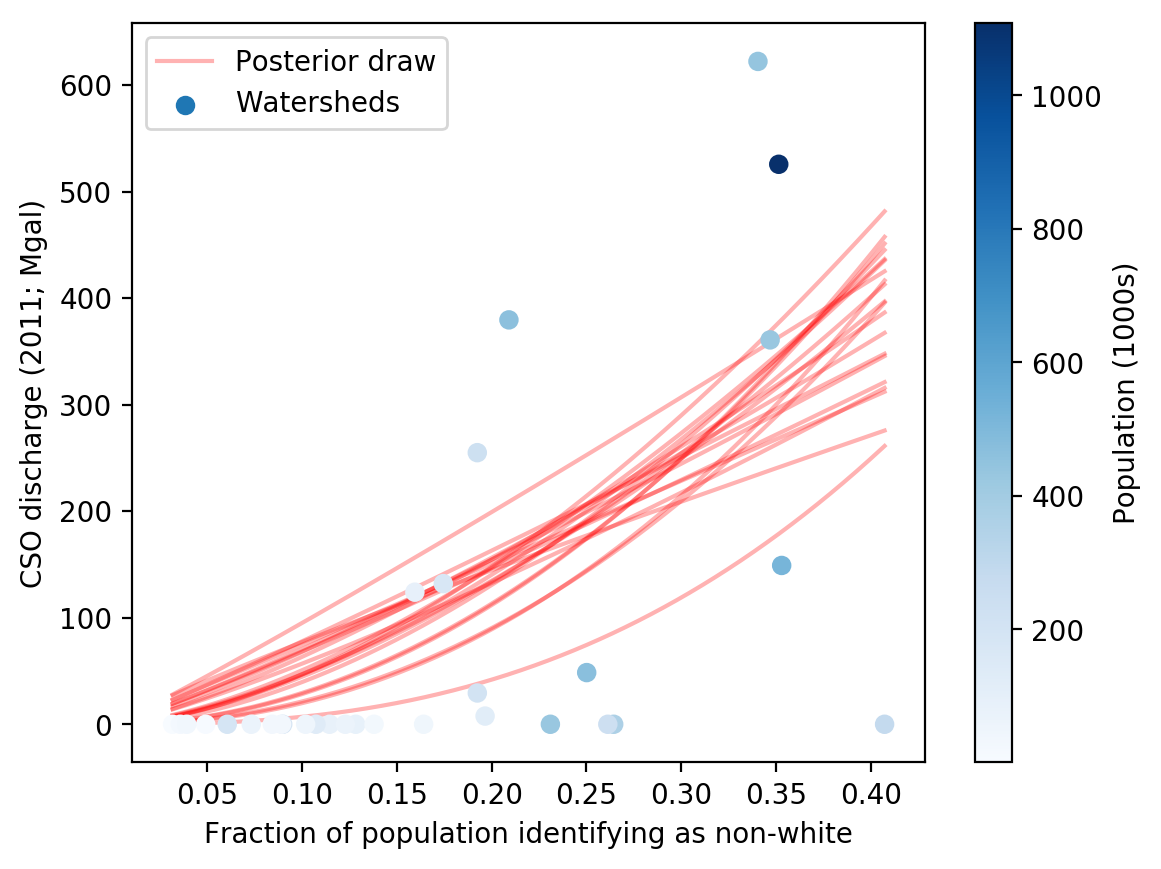 Posterior draw
Watersheds
600
500
400
300
200
100
0
CSO discharge (2011; Mgal)
0.05 0.10 0.15 0.20 0.25 0.30 0.35 0.40
Fraction of population identifying as non-white
1000
800
600
400
200
Population (1000s)